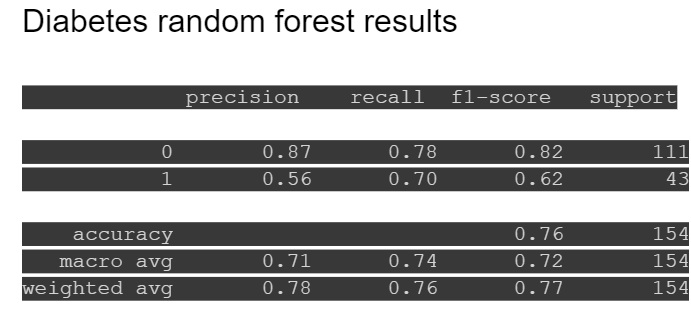 Diabetes random forest results
precision recall f1-score support
0 0.87 0.78 0.82 111
1 0.56 0.70 0.62 43
accuracy 0.76 154
macro avg 0.71 0.74 0.72 154
weighted avg 0.78 0.76 0.77 154